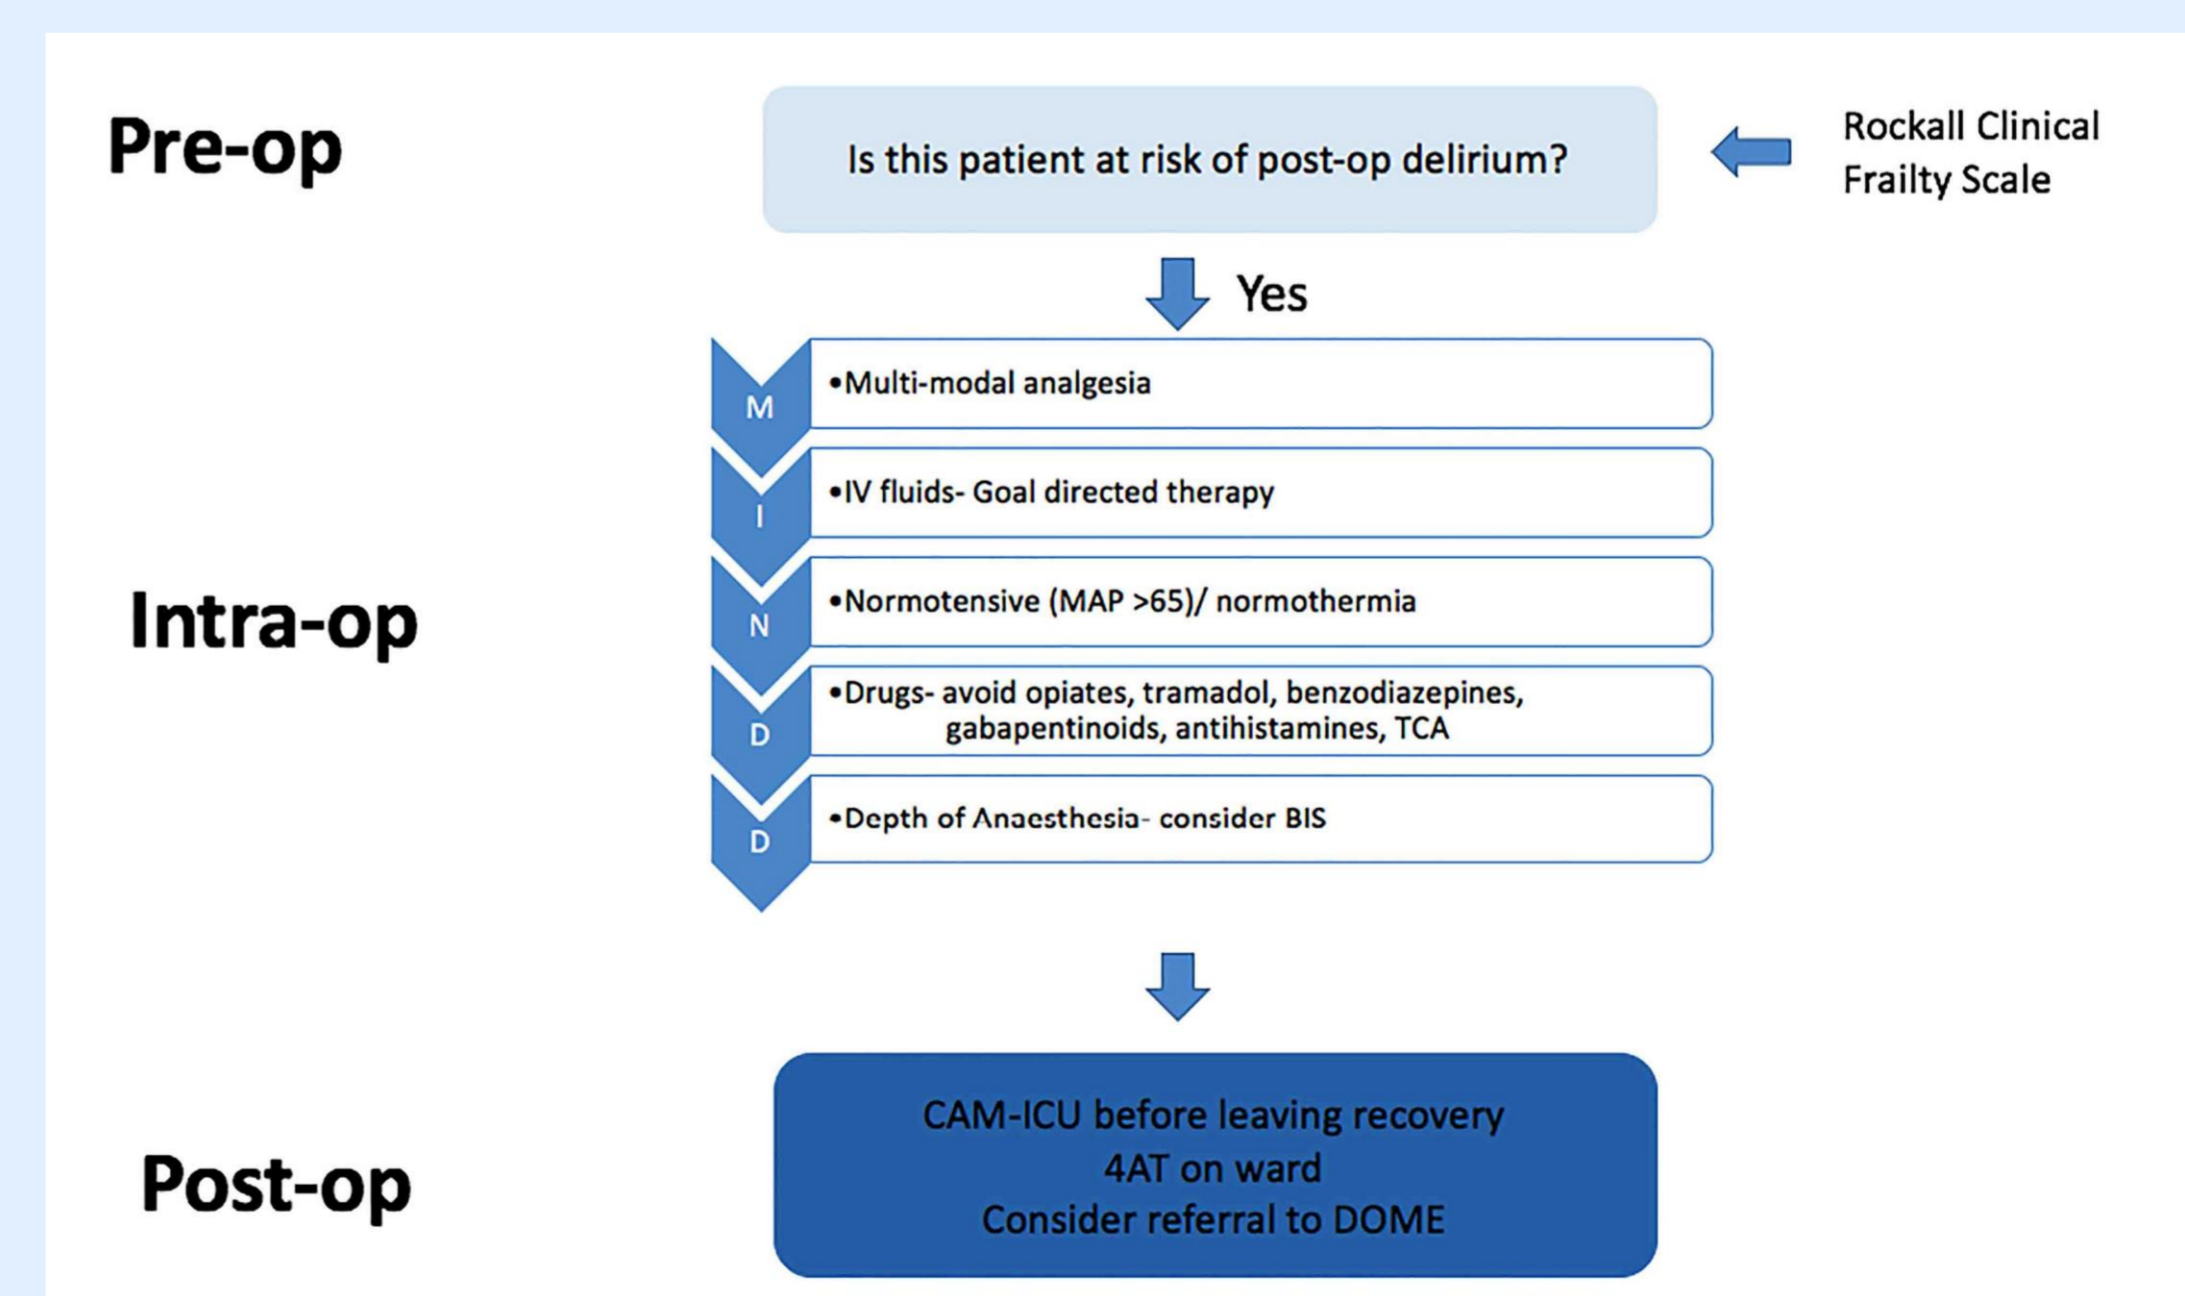 Pre-op
Is this patient at risk of post-op delirium?
Rockall Clinical
Frailty Scale
Yes
Intra-op
M
•Multi-modal analgesia
I
•IV fluids- Goal directed therapy
N
•Normotensive (MAP >65)/ normothermia
D
•Drugs- avoid opiates, tramadol, benzodiazepines,
gabapentinoids, antihistamines, TCA
D
•Depth of Anaesthesia- consider BIS
Post-op
CAM-ICU before leaving recovery
4AT on ward
Consider referral to DOME